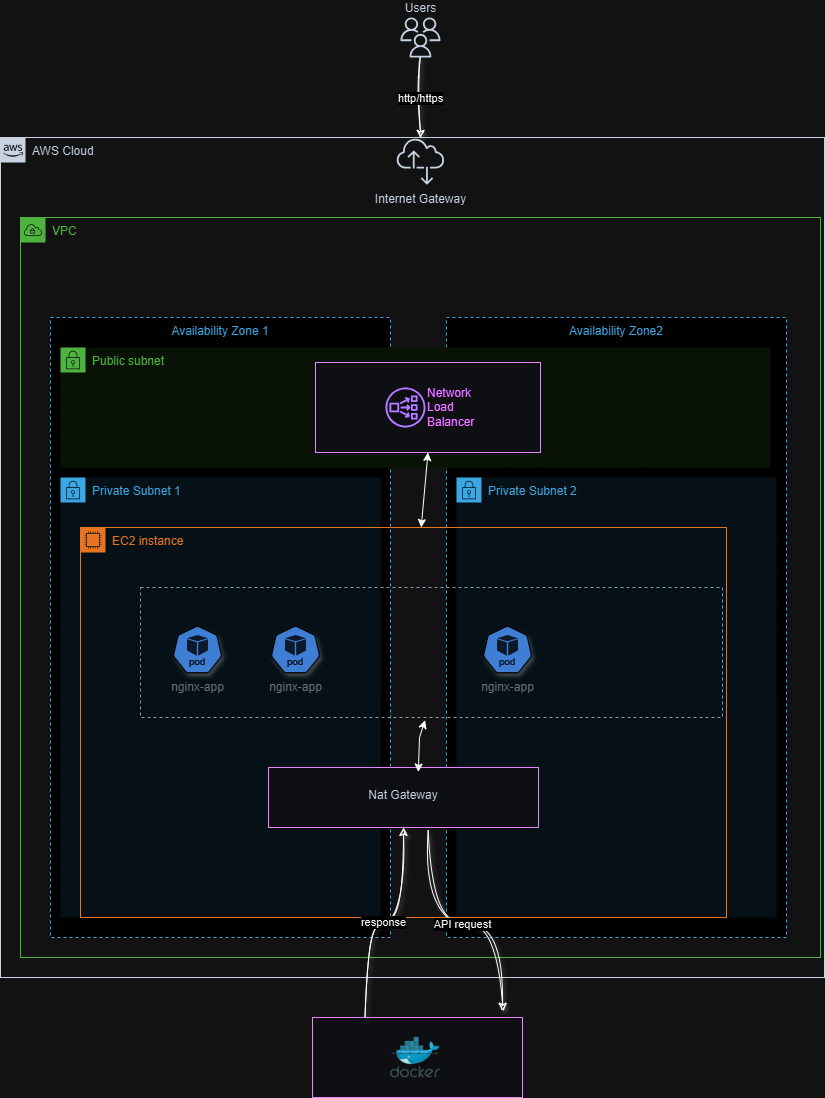 Users
http/https
aws
AWS Cloud
Internet Gateway
VPC
Availability Zone 1
Availability Zone2
Public subnet
Network
Load
Balancer
Private Subnet 1
Private Subnet 2
EC2 instance
pod
pod
pod
nginx-app
nginx-app
nginx-app
Nat Gateway
response
API request
docker